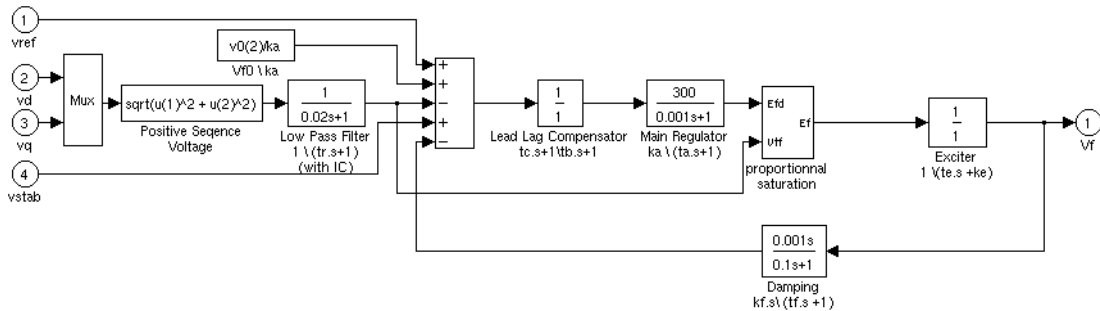 1
vref
v0(2)/ka
Vf0 \ ka
2
vd
3
vq
4
vstab
Mux
sqrt(u(1)^2 + u(2)^2)
Positive Seqence
Voltage
1
0.02s+1
Low Pass Filter
1 \ (tr.s+1)
(with IC)
+
+
−
+
−
1
1
Lead Lag Compensator
tc.s+1\tb.s+1
300
0.001s+1
Main Regulator
ka \ (ta.s+1)
Efd
Ef
Vtf
proportionnal
saturation
1
1
Exciter
1 \(te.s +ke)
1
Vf
0.001s
0.1s+1
Damping
kf.s\ (tf.s +1)